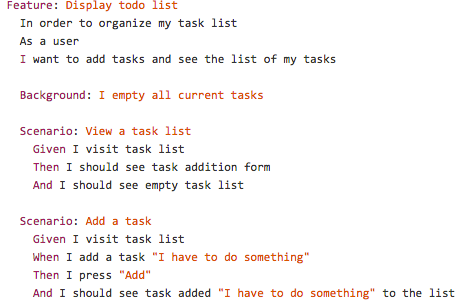 Feature: Display todo list
In order to organize my task list
As a user
I want to add tasks and see the list of my tasks
Background: I empty all current tasks
Scenario: View a task list
Given I visit task list
Then I should see task addition form
And I should see empty task list
Scenario: Add a task
Given I visit task list
When I add a task "I have to do something"
Then I press "Add"
And I should see task added "I have to do something" to the list